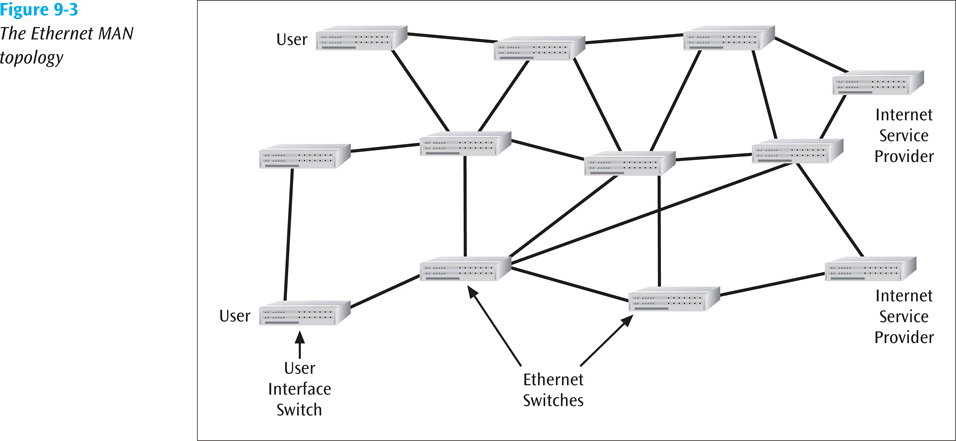 Figure 9-3
The Ethernet MAN
topology
User
Internet
Service
Provider
User
Internet
Service
Provider
User
Interface
Switch
Ethernet
Switches